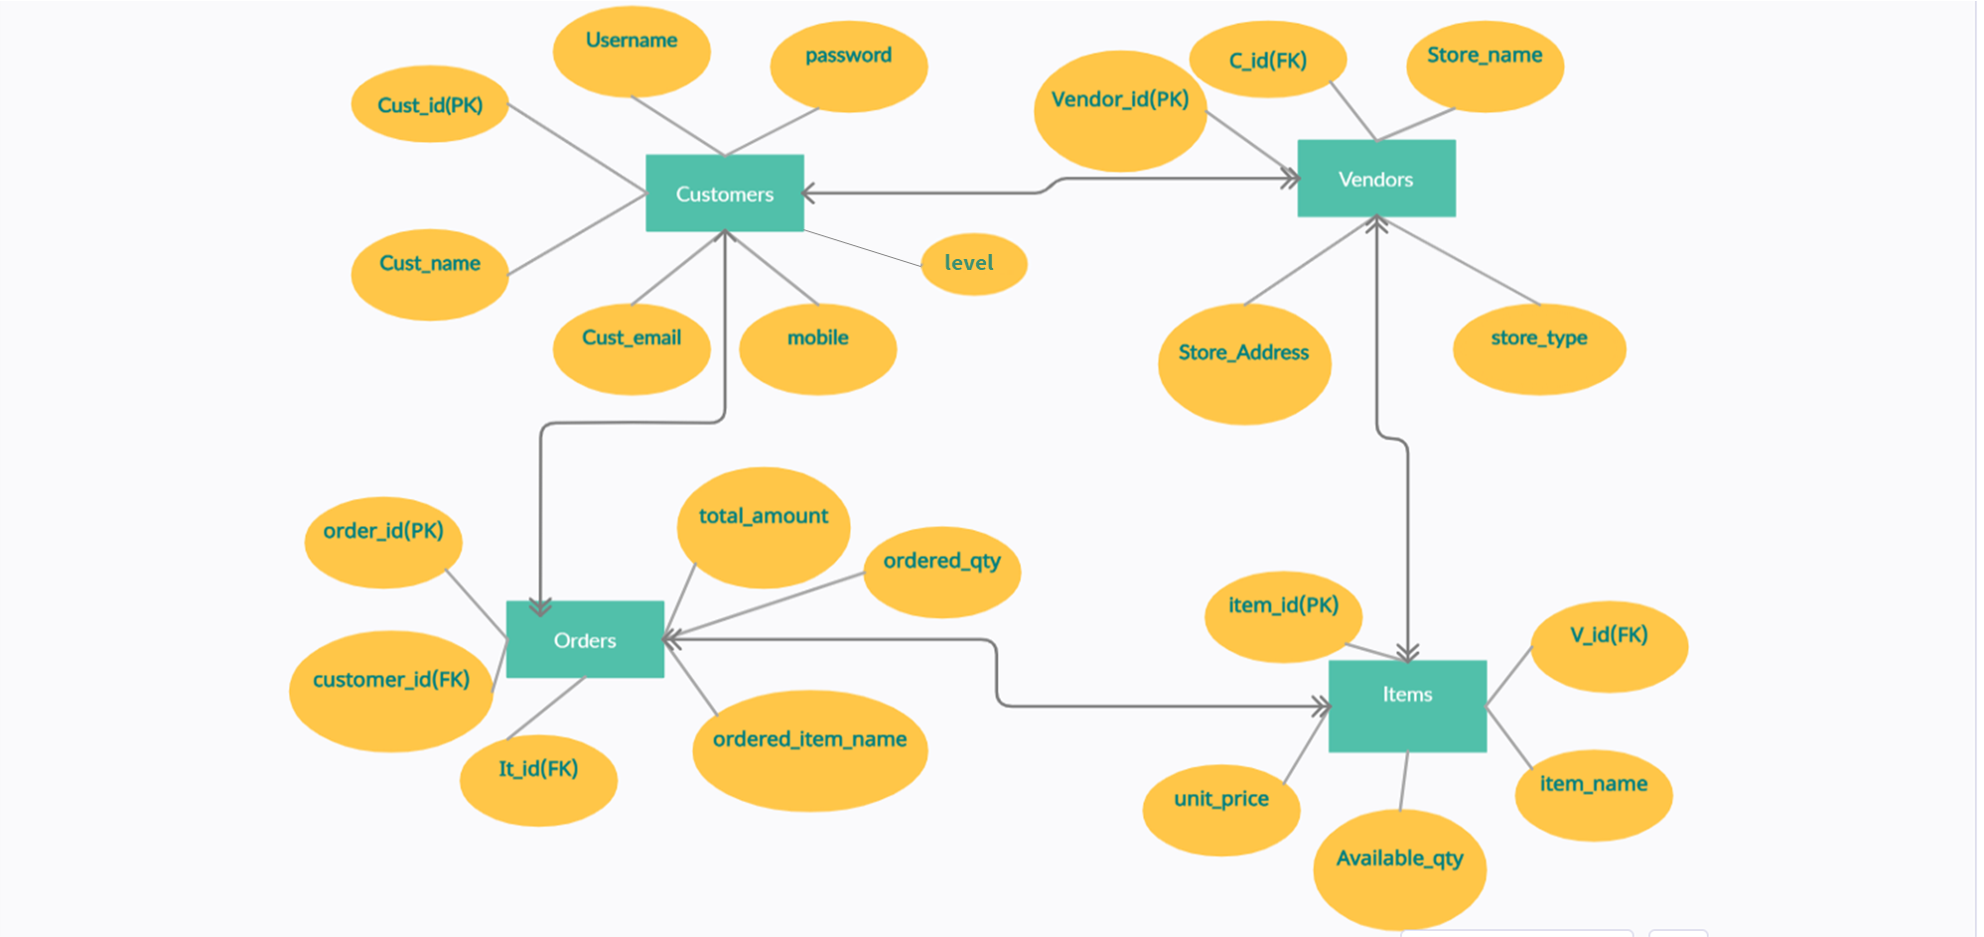 Username
password
C_id(FK)
Store_name
Cust_id(PK)
Vendor_id(PK)
Customers
Vendors
Cust_name
level
Cust_email
mobile
Store_Address
store_type
order_id(PK)
total_amount
ordered_qty
item_id(PK)
V_id(FK)
Orders
customer_id(FK)
Items
It_id(FK)
ordered_item_name
unit_price
item_name
Available_qty